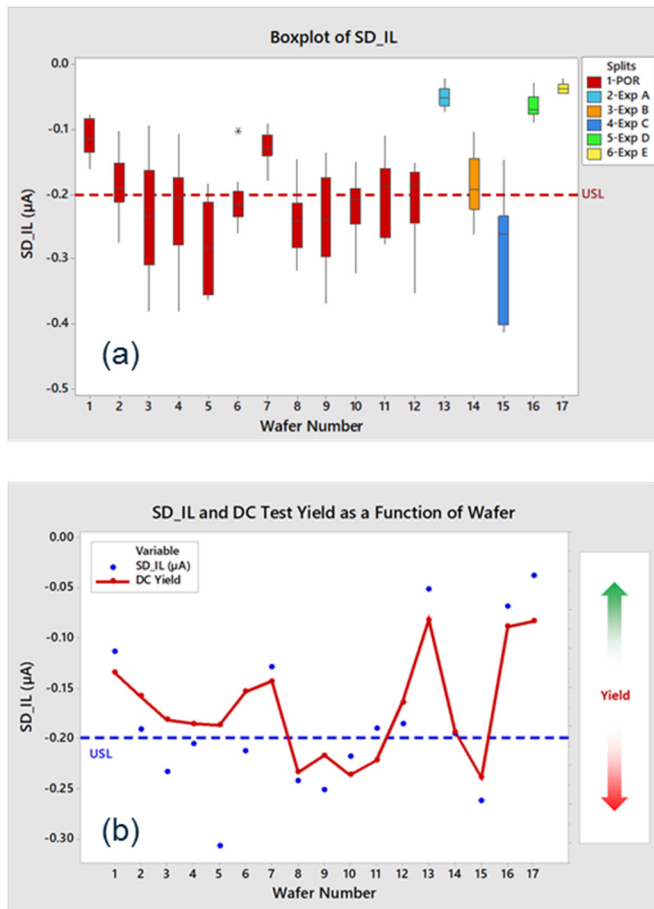 Boxplot of SD_IL
SD_IL (µA)
0.0
-0.1
-0.2
-0.3
-0.4
-0.5
USL
Splits
1-POR
2-Exp A
3-Exp B
4-Exp C
5-Exp D
6-Exp E
(a)
1 2 3 4 5 6 7 8 9 10 11 12 13 14 15 16 17
Wafer Number
SD_IL and DC Test Yield as a Function of Wafer
SD_IL (µA)
0.00
-0.05
-0.10
-0.15
-0.20
-0.25
-0.30
Variable
SD_IL (µA)
DC Yield
USL
Yield
(b)
1 2 3 4 5 6 7 8 9 10 11 12 13 14 15 16 17
Wafer Number